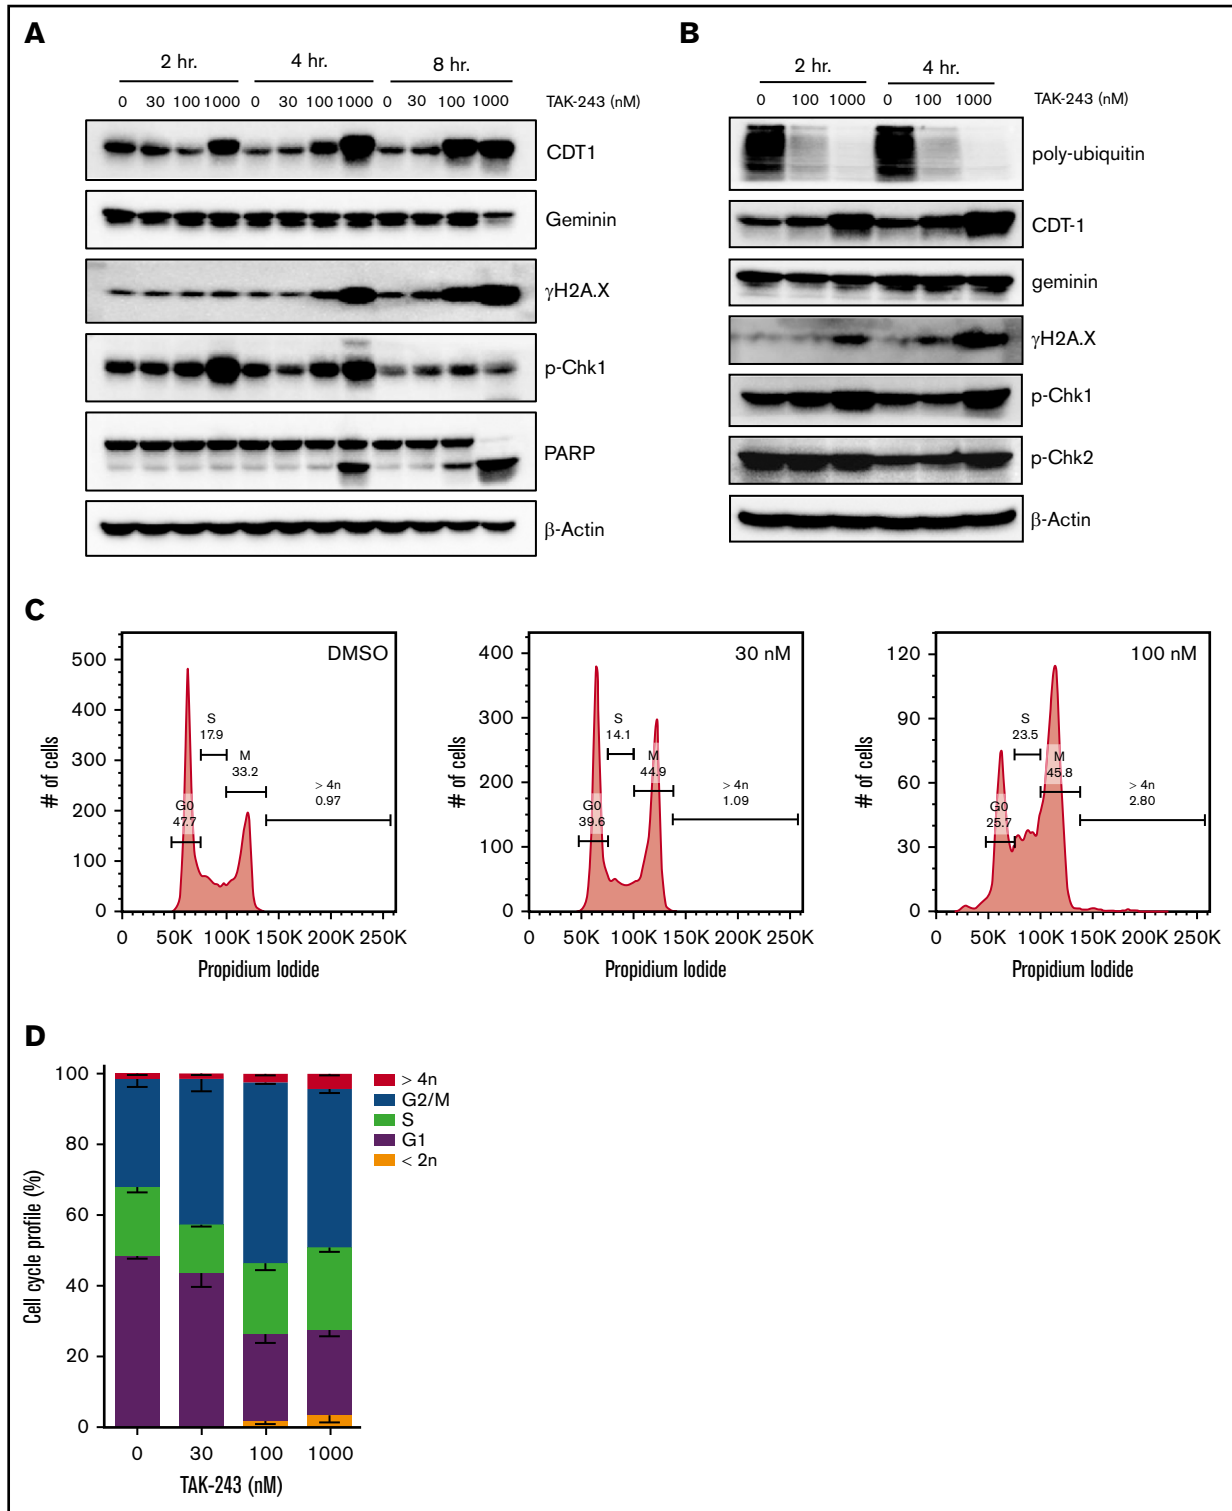 A
2 hr. 4 hr. 8 hr.
0 30 100 1000 0 30 100 1000 0 30 100 1000 TAK-243 (nM)
CDT1
Geminin
γH2A.X
p-Chk1
PARP
β-Actin
B
2 hr. 4 hr.
0 100 1000 0 100 1000 TAK-243 (nM)
poly-ubiquitin
CDT-1
geminin
γH2A.X
p-Chk1
p-Chk2
β-Actin
C
DMSO
500
400
300
200
100
0
# of cells
S
17.9
M
33.2
> 4n
0.97
G0
47.7
0 50K 100K 150K 200K 250K
Propidium Iodide
30 nM
400
300
200
100
0
# of cells
S
14.1
M
44.9
> 4n
1.09
G0
39.6
0 50K 100K 150K 200K 250K
Propidium Iodide
100 nM
120
90
60
30
0
# of cells
S
23.5
M
45.8
> 4n
2.80
G0
25.7
0 50K 100K 150K 200K 250K
Propidium Iodide
D
100
80
60
40
20
0
Cell cycle profile (%)
> 4n
G2/M
S
G1
< 2n
0 30 100 1000
TAK-243 (nM)